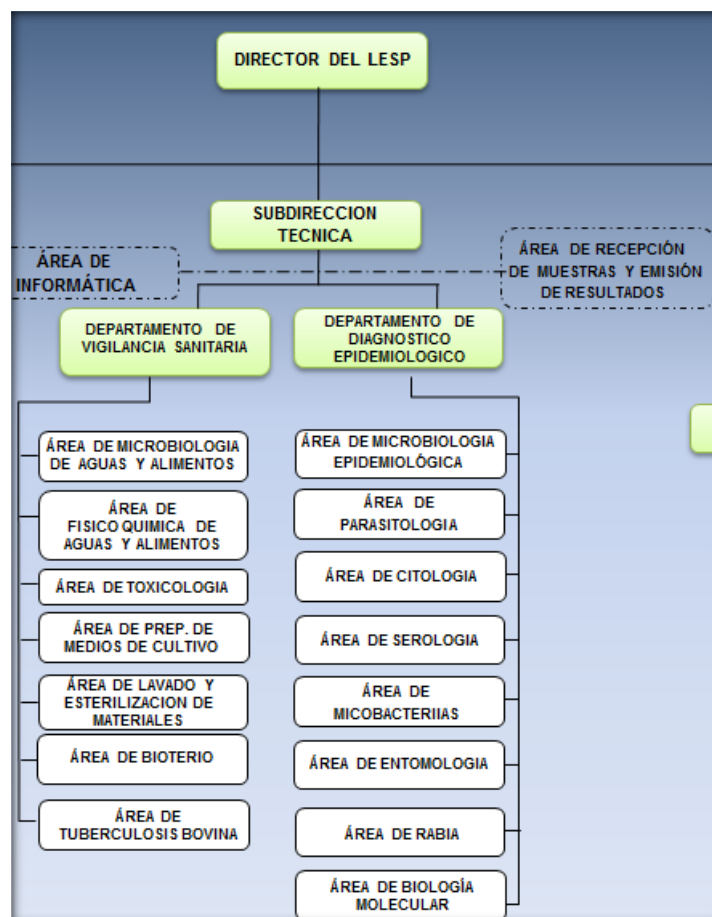 DIRECTOR DEL LESP
SUBDIRECCION
TECNICA
ÁREA DE
INFORMÁTICA
ÁREA DE RECEPCIÓN
DE MUESTRAS Y EMISIÓN
DE RESULTADOS
DEPARTAMENTO DE
VIGILANCIA SANITARIA
DEPARTAMENTO DE
DIAGNOSTICO
EPIDEMIOLOGICO
ÁREA DE MICROBIOLOGIA
DE AGUAS Y ALIMENTOS
ÁREA DE
FISICO QUIMICA DE
AGUAS Y ALIMENTOS
ÁREA DE TOXICOLOGIA
ÁREA DE PREP. DE
MEDIOS DE CULTIVO
ÁREA DE LAVADO Y
ESTERILIZACION DE
MATERIALES
ÁREA DE BIOTERIO
ÁREA DE
TUBERCULOSIS BOVINA
ÁREA DE MICROBIOLOGIA
EPIDEMIOLÓGICA
ÁREA DE
PARASITOLOGIA
ÁREA DE CITOLOGIA
ÁREA DE SEROLOGIA
ÁREA DE
MICOBACTERIIAS
ÁREA DE ENTOMOLOGIA
ÁREA DE RABIA
ÁREA DE BIOLOGÍA
MOLECULAR